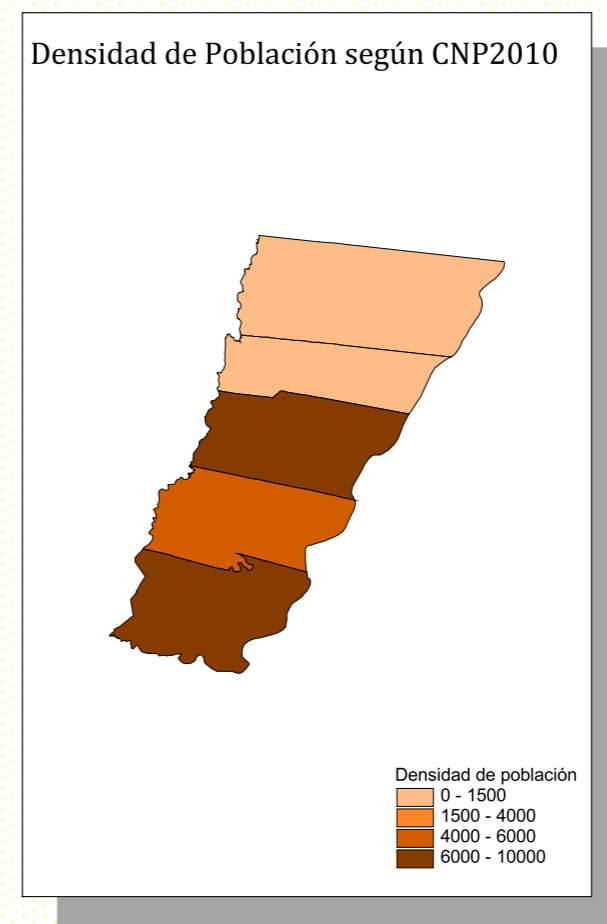 Densidad de Población según CNP2010
Densidad de población
0 - 1500
1500 - 4000
4000 - 6000
6000 - 10000